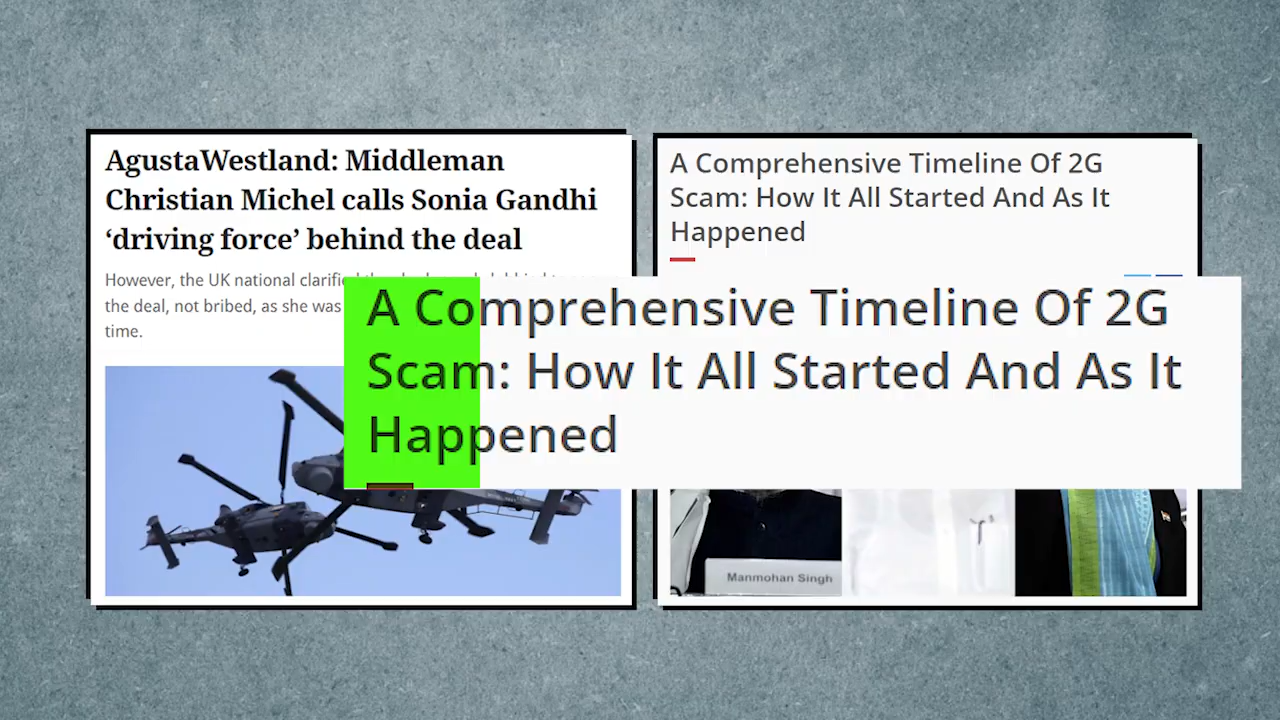 AgustaWestland: Middleman
Christian Michel calls Sonia Gandhi
‘driving force’ behind the deal
However, the UK national clarifi
the deal, not bribed, as she was
time.
A Comprehensive Timeline Of 2G
Scam: How It All Started And As It
Happened
A Comprehensive Timeline Of 2G
Scam: How It All Started And As It
Happened
Manmohan Singh